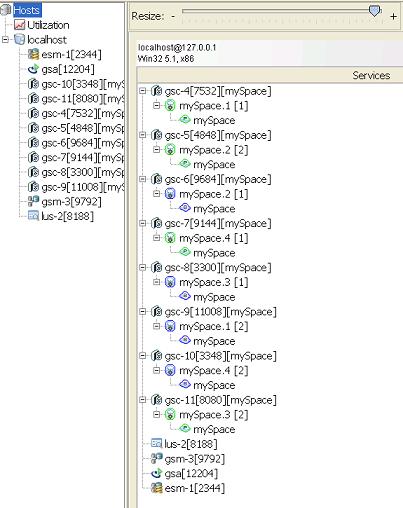 Hosts
Utilization
localhost
esm-1[2344]
gsa[12204]
gsc-10[3348][myS
gsc-11[8080][myS
gsc-4[7532][mySp
gsc-5[4848][mySp
gsc-6[9684][mySp
gsc-7[9144][mySp
gsc-8[3300][mySp
gsc-9[11008][myS
gsm-3[9792]
lus-2[8188]
Resize: - +
localhost@127.0.0.1
Win32 5.1, x86
Services
gsc-4[7532][mySpace]
mySpace.1 [1]
mySpace
gsc-5[4848][mySpace]
mySpace.2 [2]
mySpace
gsc-6[9684][mySpace]
mySpace.2 [1]
mySpace
gsc-7[9144][mySpace]
mySpace.4 [1]
mySpace
gsc-8[3300][mySpace]
mySpace.3 [1]
mySpace
gsc-9[11008][mySpace]
mySpace.1 [2]
mySpace
gsc-10[3348][mySpace]
mySpace.4 [2]
mySpace
gsc-11[8080][mySpace]
mySpace.3 [2]
mySpace
lus-2[8188]
gsm-3[9792]
gsa[12204]
esm-1[2344]